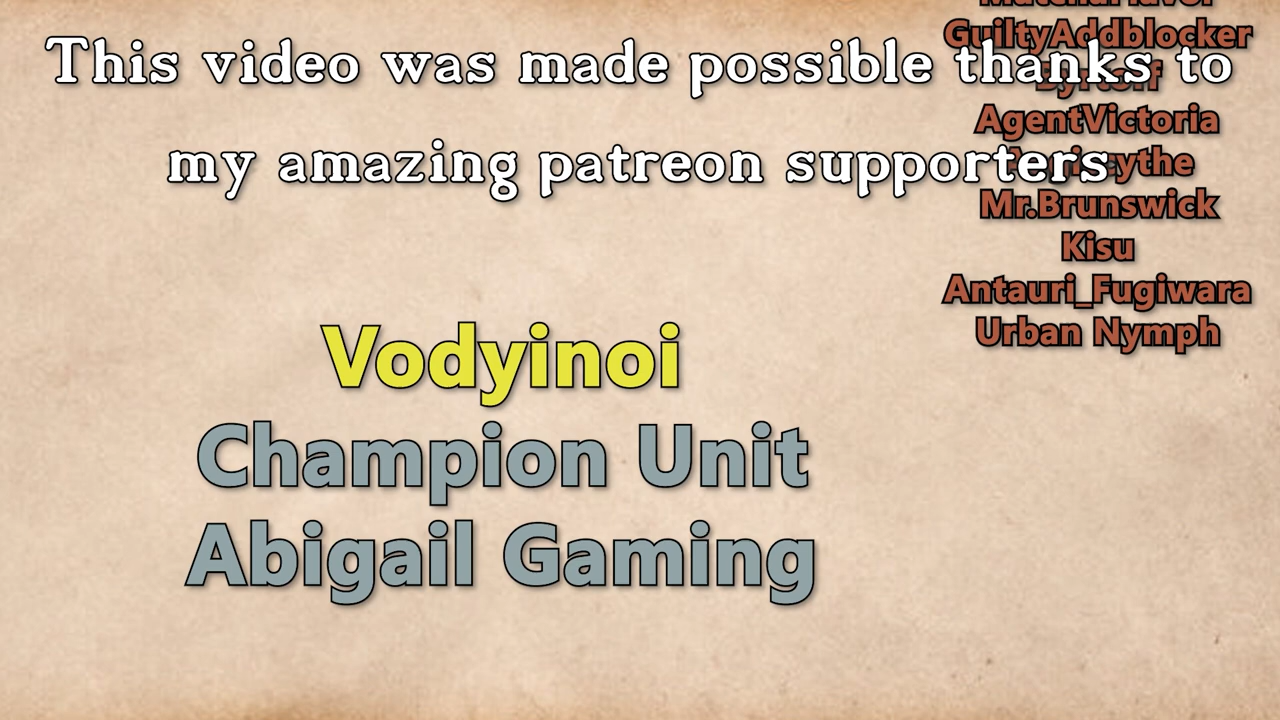 This video was made possible thanks to
my amazing patreon supporters
GuiltyAddblocker
AgentVictoria
Mr.Brunswick
Kisu
Antauri_Fugiwara
Urban Nymph
Vodyinoi
Champion Unit
Abigail Gaming